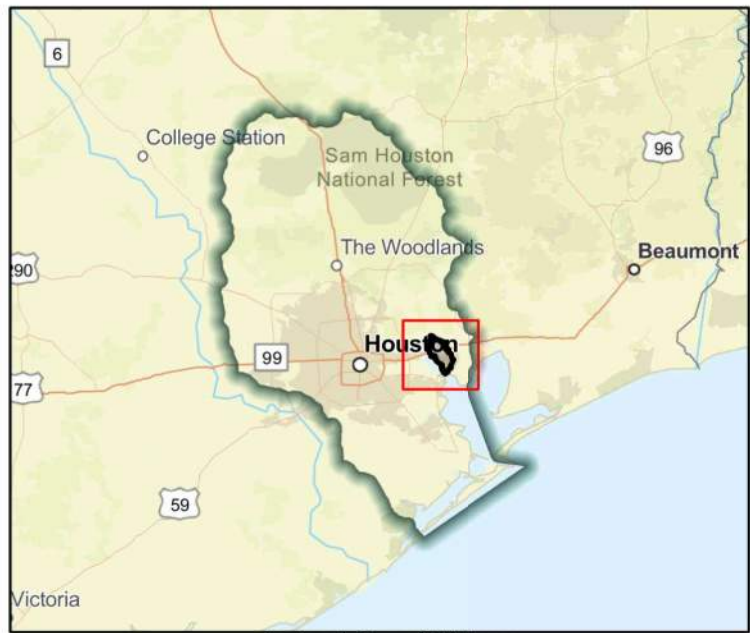 6
College Station
Sam Houston
National Forest
96
The Woodlands
Beaumont
290
Houston
99
77
59
Victoria